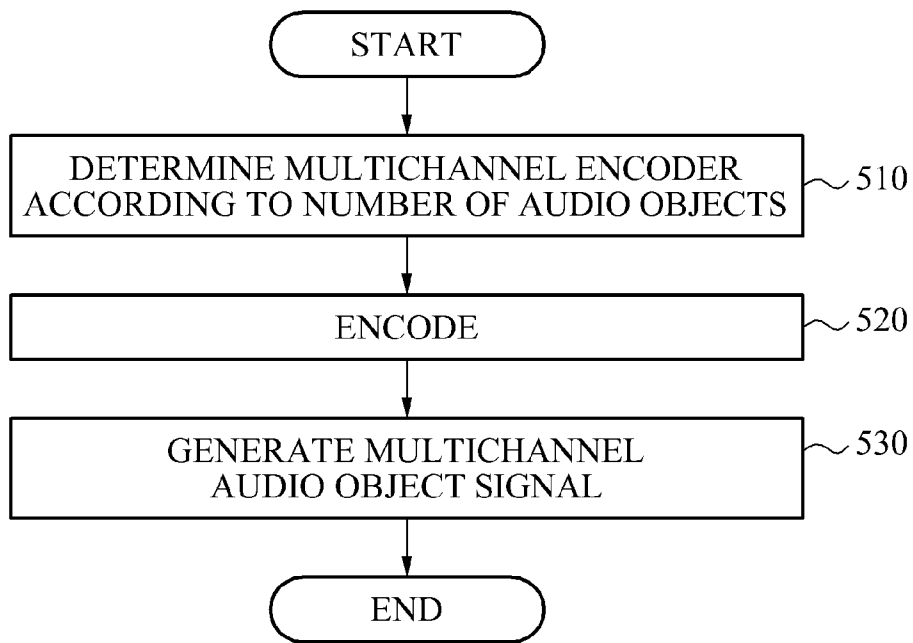 START
DETERMINE MULTICHANNEL ENCODER
ACCORDING TO NUMBER OF AUDIO OBJECTS
510
ENCODE
520
GENERATE MULTICHANNEL
AUDIO OBJECT SIGNAL
530
END